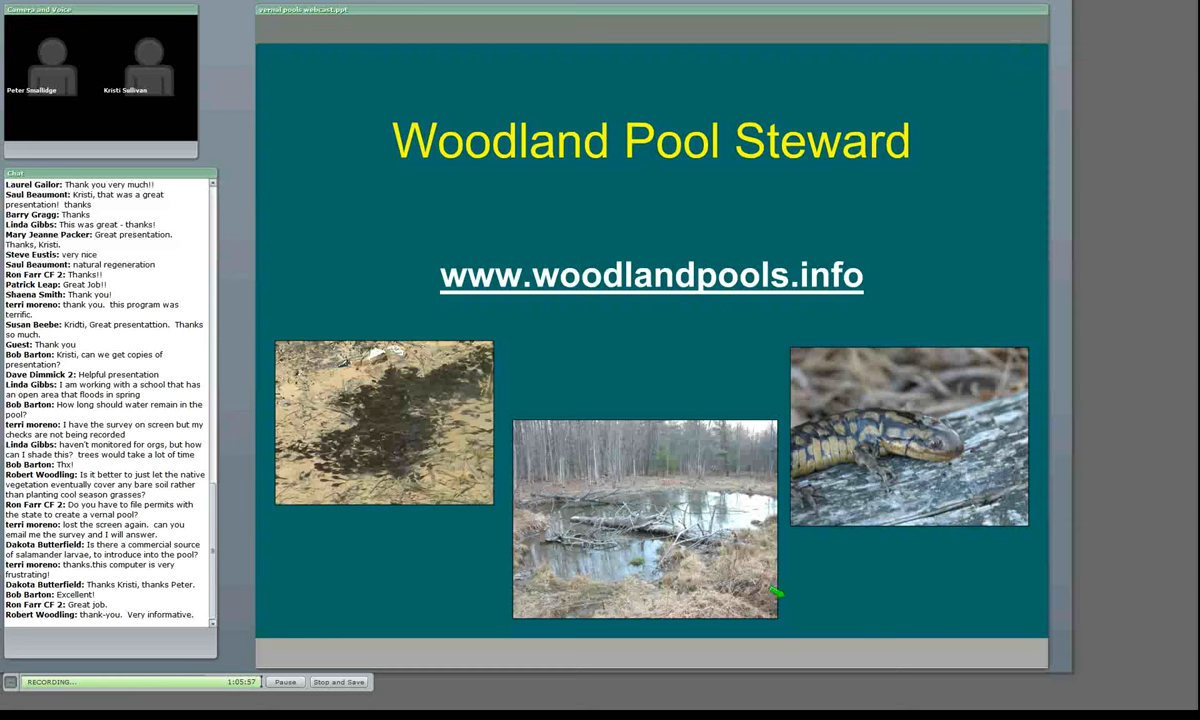 Camera and Voice
Peter Smallidge
Kristi Sullivan
Chat
Laurel Gailor: Thank you very much!!
Saul Beaumont: Kristi, that was a great
presentation!  thanks
Barry Gragg: Thanks
Linda Gibbs: This was great - thanks!
Mary Jeanne Packer: Great presentation.
Thanks, Kristi.
Steve Eustis: very nice
Saul Beaumont: natural regeneration
Ron Farr CF 2: Thanks!!
Patrick Leap: Great Job!!
Shaena Smith: Thank you!
terri moreno: thank you.  this program was
terrific.
Susan Beebe: Kridti, Great presentattion.  Thanks
so much.
Guest: Thank you
Bob Barton: Kristi, can we get copies of
presentation?
Dave Dimmick 2: Helpful presentation
Linda Gibbs: I am working with a school that has
an open area that floods in spring
Bob Barton: How long should water remain in the
pool?
terri moreno: I have the survey on screen but my
checks are not being recorded
Linda Gibbs: haven't monitored for orgs, but how
can I shade this?  trees would take a lot of time
Bob Barton: Thx!
Robert Woodling: Is it better to just let the native
vegetation eventually cover any bare soil rather
than planting cool season grasses?
Ron Farr CF 2: Do you have to file permits with
the state to create a vernal pool?
terri moreno: lost the screen again.  can you
email me the survey and I will answer.
Dakota Butterfield: Is there a commercial source
of salamander larvae, to introduce into the pool?
terri moreno: thanks.this computer is very
frustrating!
Dakota Butterfield: Thanks Kristi, thanks Peter.
Bob Barton: Excellent!
Ron Farr CF 2: Great job.
Robert Woodling: thank-you.  Very informative.
vernal pools webcast.ppt
Woodland Pool Steward
www.woodlandpools.info
RECORDING...
1:05:57
Pause
Stop and Save